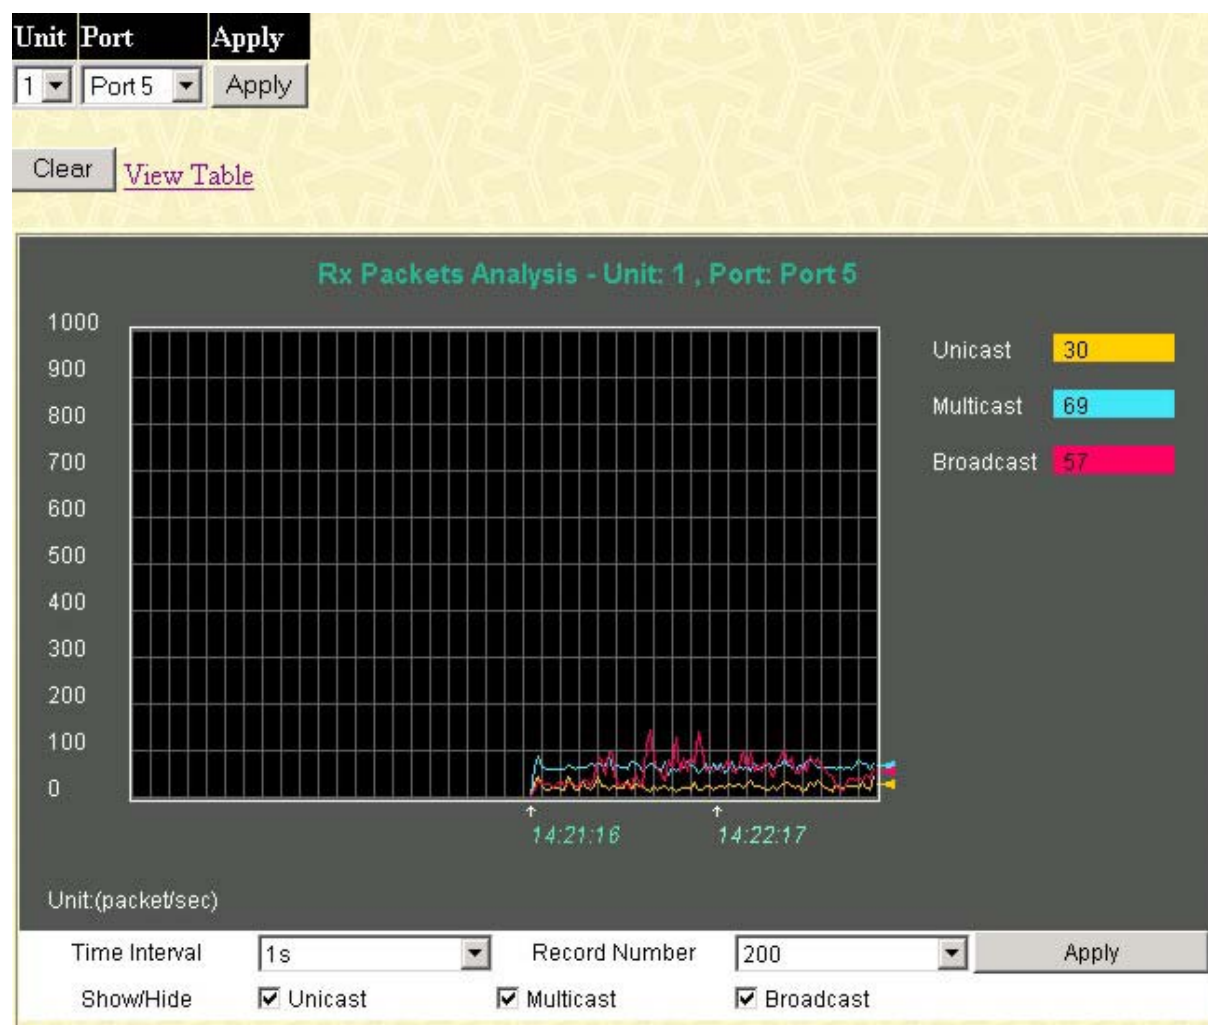 Unit Port Apply
1 Port 5 Apply
Clear View Table
Rx Packets Analysis - Unit: 1 , Port: Port 5
1000
900
800
700
600
500
400
300
200
100
0
Unicast 30
Multicast 69
Broadcast 57
14:21:16 14:22:17
Unit:(packet/sec)
Time Interval 1s Record Number 200 Apply
Show/Hide Unicast Multicast Broadcast